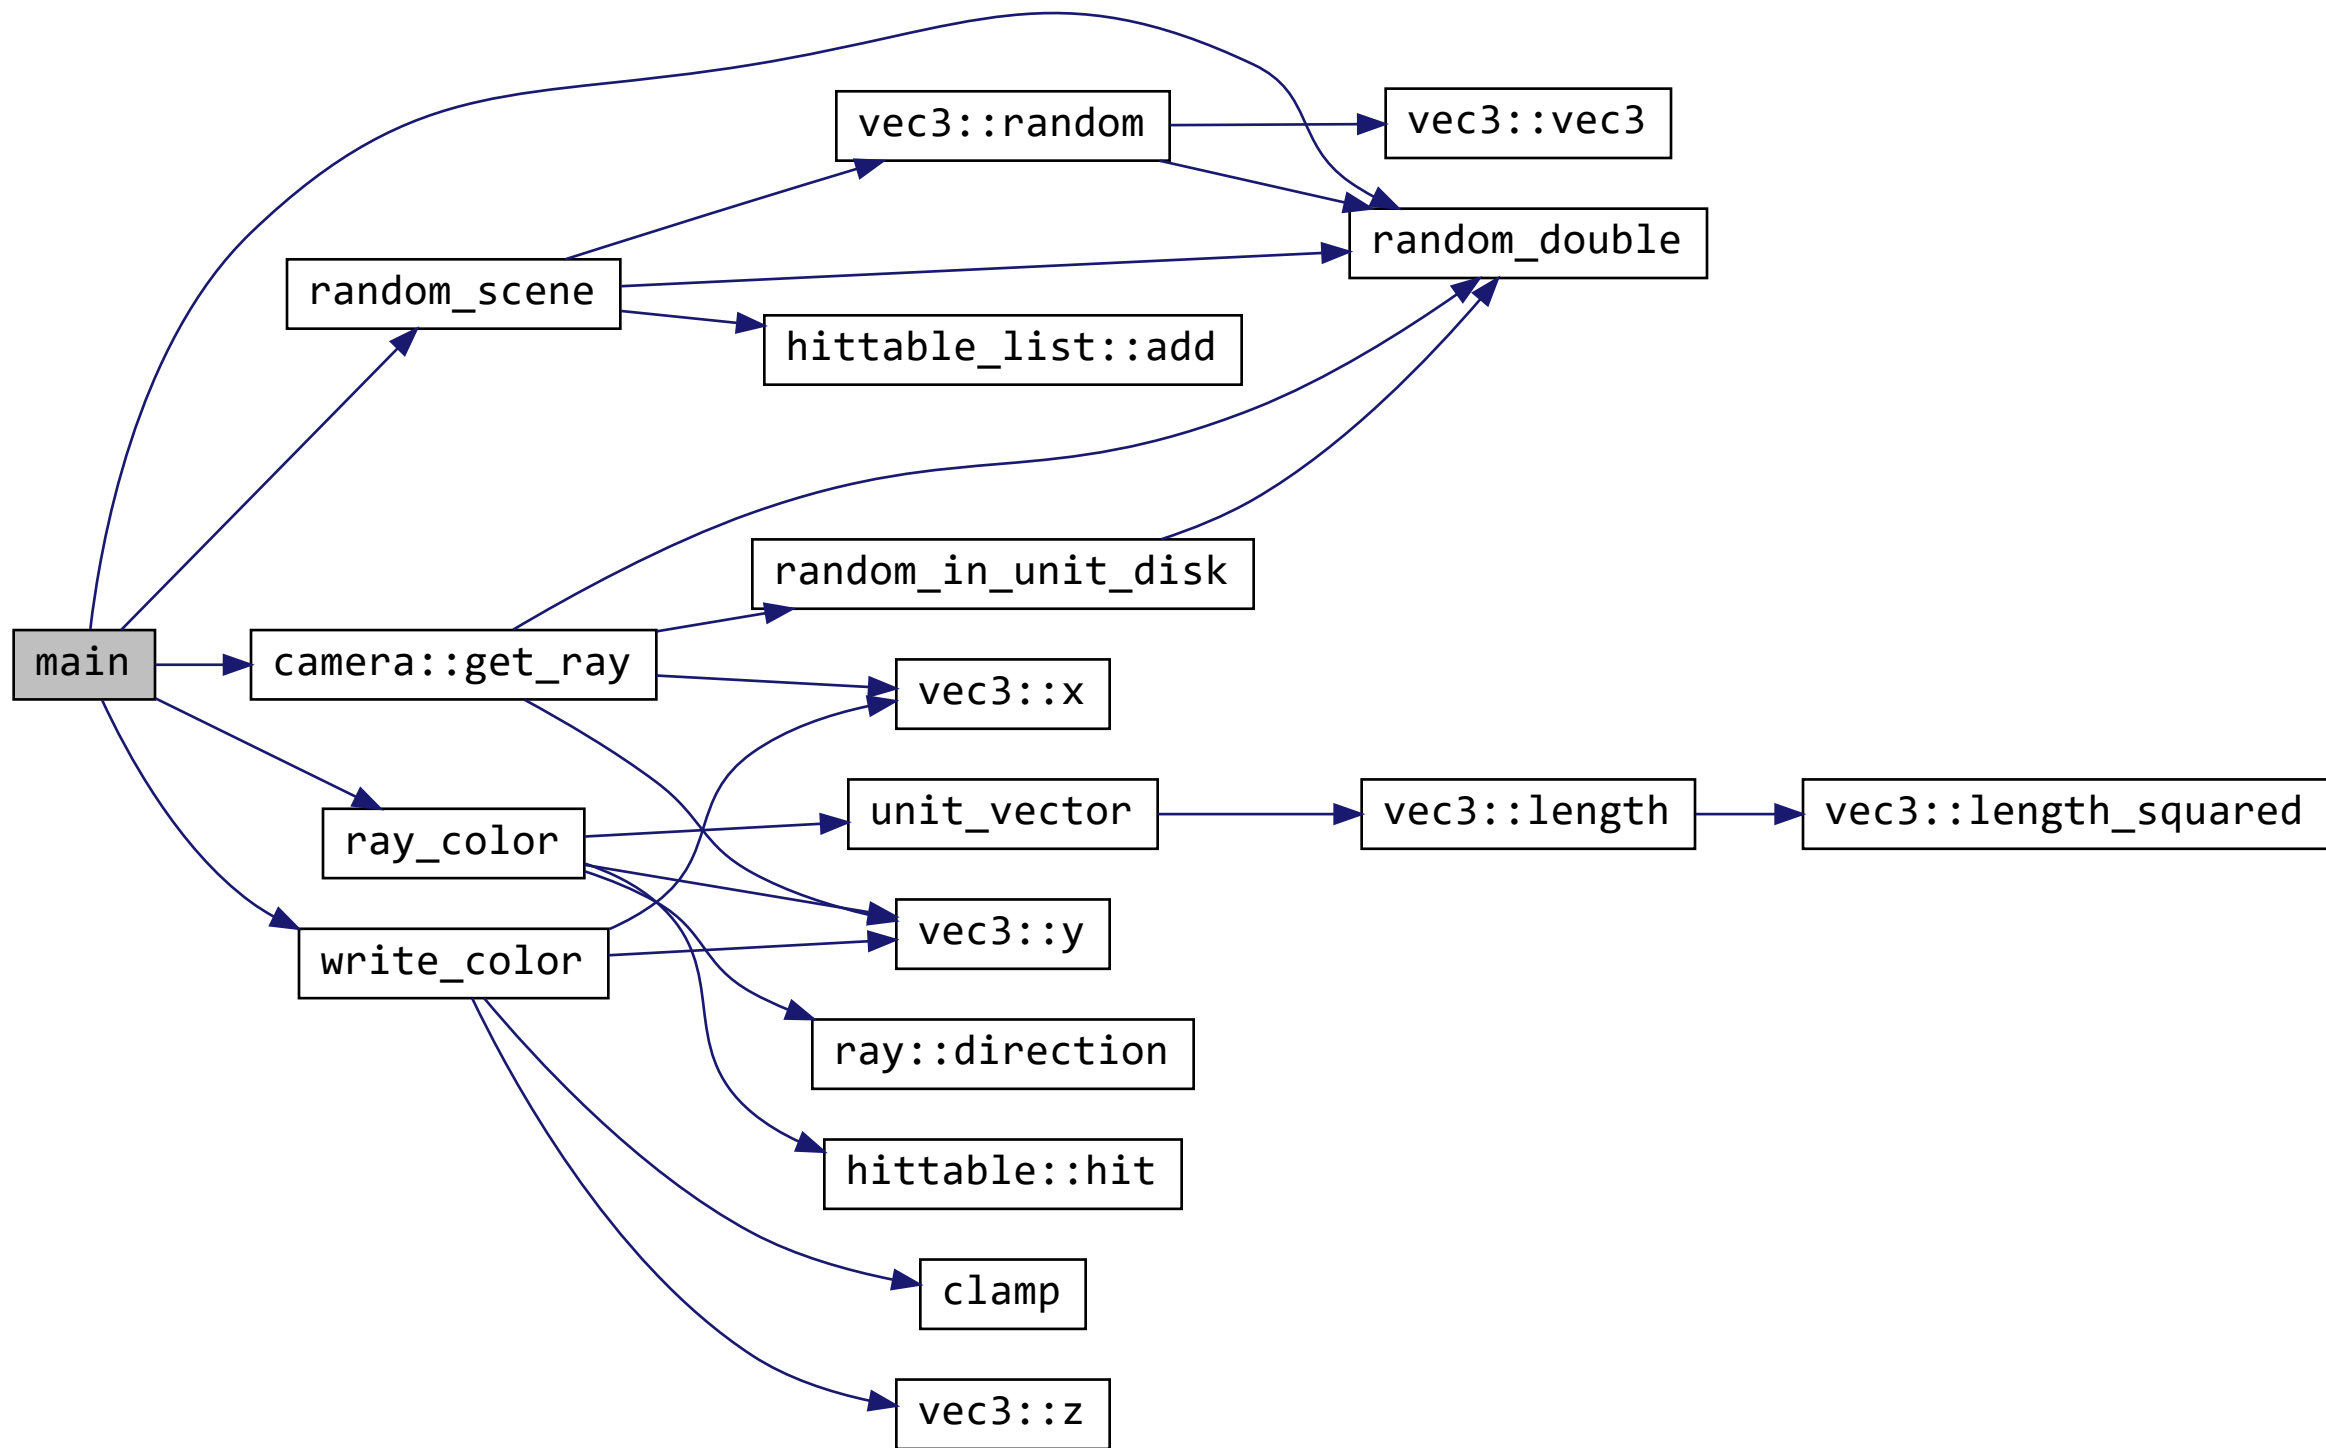 vec3::random
vec3::vec3
random_double
random_scene
hittable_list::add
random_in_unit_disk
main
camera::get_ray
vec3::x
unit_vector
vec3::length
vec3::length_squared
ray_color
vec3::y
write_color
ray::direction
hittable::hit
clamp
vec3::z